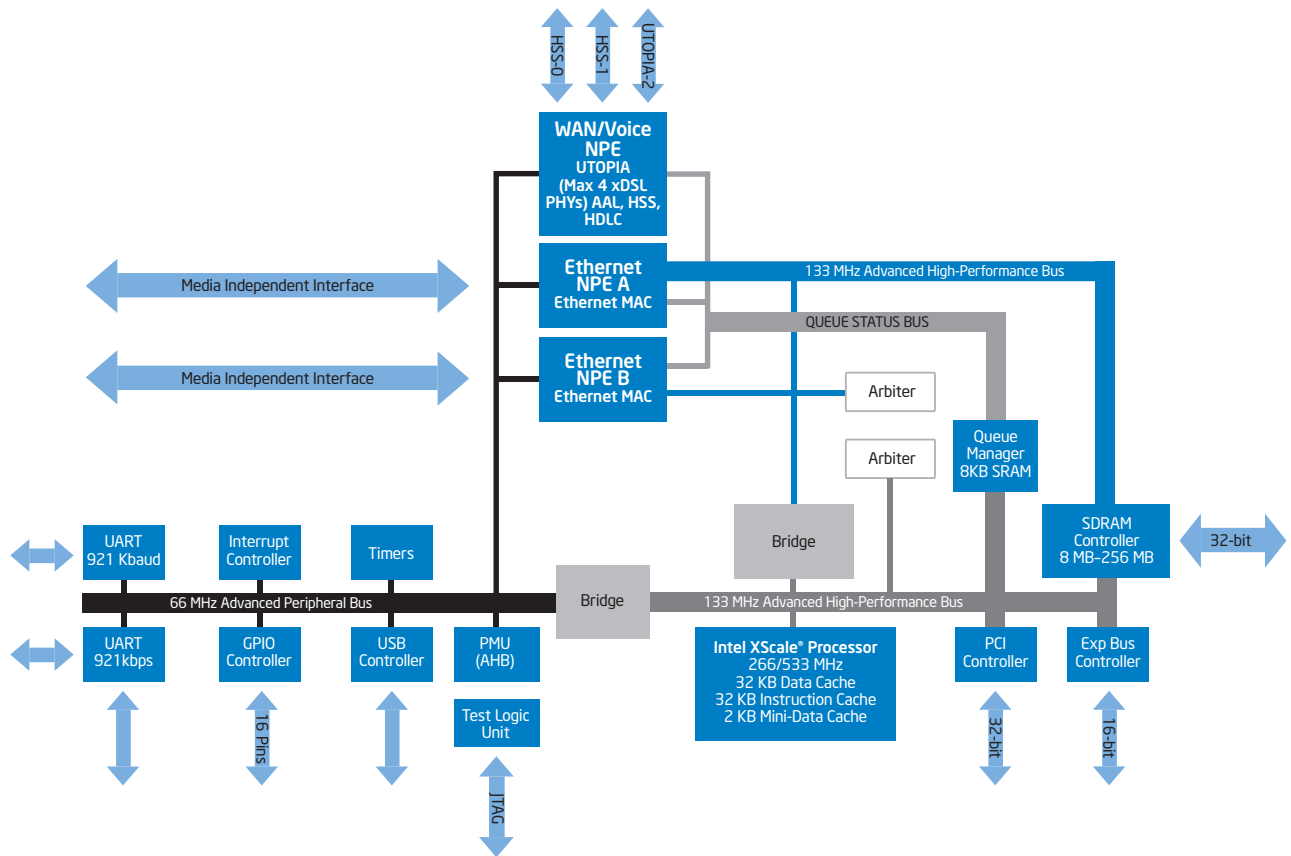 HSS-0
HSS-1
UTOPIA-2
WAN/Voice
NPE
UTOPIA
(Max 4 xDSL
PHYs) AAL, HSS,
HDLC
Media Independent Interface
Ethernet
NPE A
Ethernet MAC
133 MHz Advanced High-Performance Bus
QUEUE STATUS BUS
Media Independent Interface
Ethernet
NPE B
Ethernet MAC
Arbiter
Arbiter
Queue
Manager
8KB SRAM
UART
921 Kbaud
Interrupt
Controller
Timers
Bridge
SDRAM
Controller
8 MB–256 MB
32-bit
66 MHz Advanced Peripheral Bus
Bridge
133 MHz Advanced High-Performance Bus
UART
921kbps
GPIO
Controller
USB
Controller
PMU
(AHB)
Intel XScale® Processor
266/533 MHz
32 KB Data Cache
32 KB Instruction Cache
2 KB Mini-Data Cache
PCI
Controller
Exp Bus
Controller
Test Logic
Unit
16 Pins
32-bit
16-bit
JTAG